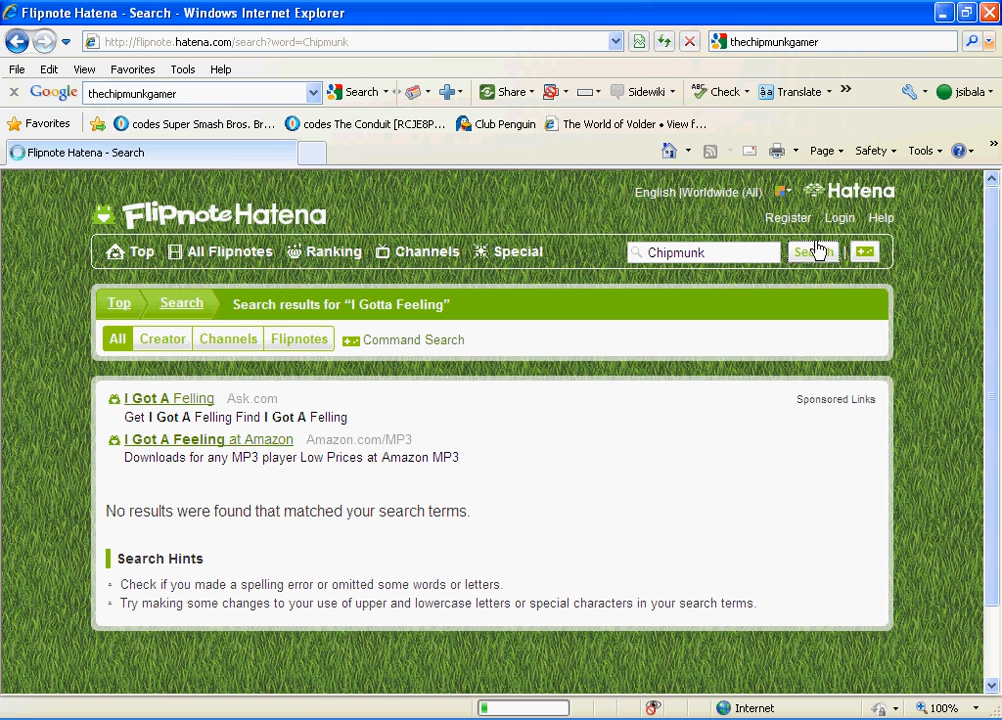 Flipnote Hatena - Search - Windows Internet Explorer
http://flipnote.hatena.com/search?word=Chipmunk
thechipmunkgamer
File Edit View Favorites Tools Help
Google thechipmunkgamer Search Share Sidewiki Check Translate jsibala
Favorites codes Super Smash Bros. Br... codes The Conduit [RCJE8P... Club Penguin The World of Volder • View f...
Flipnote Hatena - Search Page Safety Tools
English |Worldwide (All) Hatena
Flipnote Hatena
Register Login Help
Top All Flipnotes Ranking Channels Special Chipmunk Search
Top Search Search results for “I Gotta Feeling”
All Creator Channels Flipnotes Command Search
I Got A Felling Ask.com Sponsored Links
Get I Got A Felling Find I Got A Felling
I Got A Feeling at Amazon Amazon.com/MP3
Downloads for any MP3 player Low Prices at Amazon MP3
No results were found that matched your search terms.
Search Hints
Check if you made a spelling error or omitted some words or letters.
Try making some changes to your use of upper and lowercase letters or special characters in your search terms.
Internet 100%